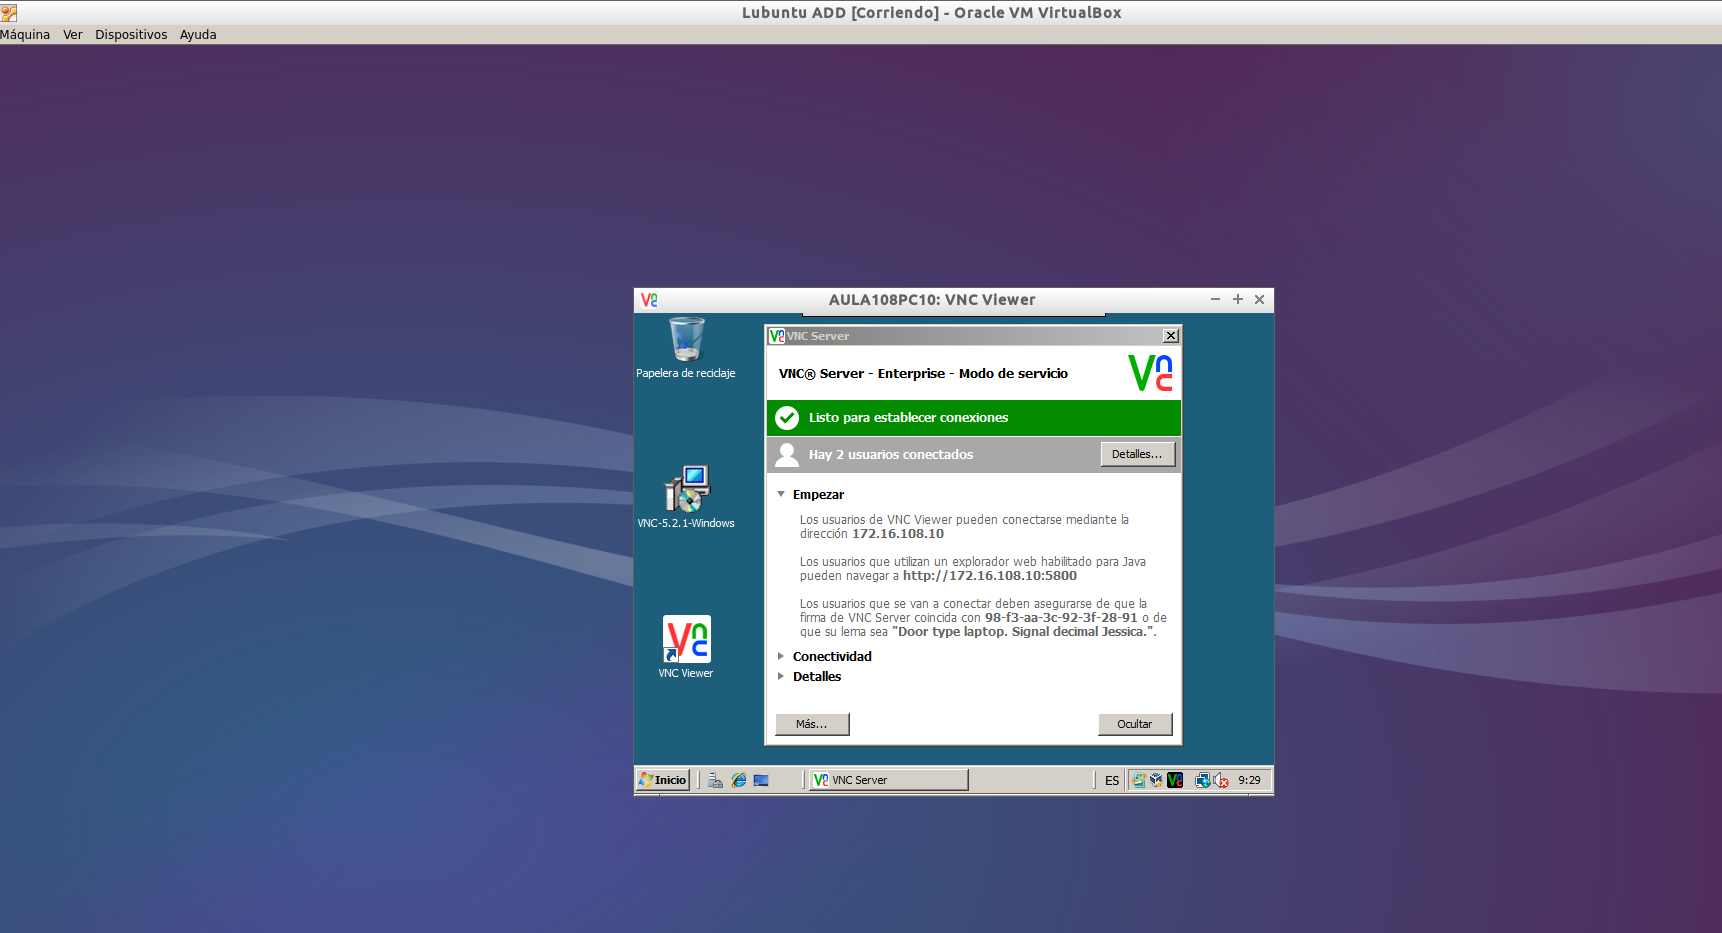 Lubuntu ADD [Corriendo] - Oracle VM VirtualBox
Máquina Ver Dispositivos Ayuda
AULA108PC10: VNC Viewer
Papelera de reciclaje
VNC-5.2.1-Windows
VNC Viewer
VNC Server
VNC® Server - Enterprise - Modo de servicio
Listo para establecer conexiones
Hay 2 usuarios conectados
Detalles...
Empezar
Los usuarios de VNC Viewer pueden conectarse mediante la
dirección 172.16.108.10
Los usuarios que utilizan un explorador web habilitado para Java
pueden navegar a http://172.16.108.10:5800
Los usuarios que se van a conectar deben asegurarse de que la
firma de VNC Server coincida con 98-f3-aa-3c-92-3f-28-91 o de
que su lema sea "Door type laptop. Signal decimal Jessica.".
Conectividad
Detalles
Más...
Ocultar
Inicio
VNC Server
ES
9:29